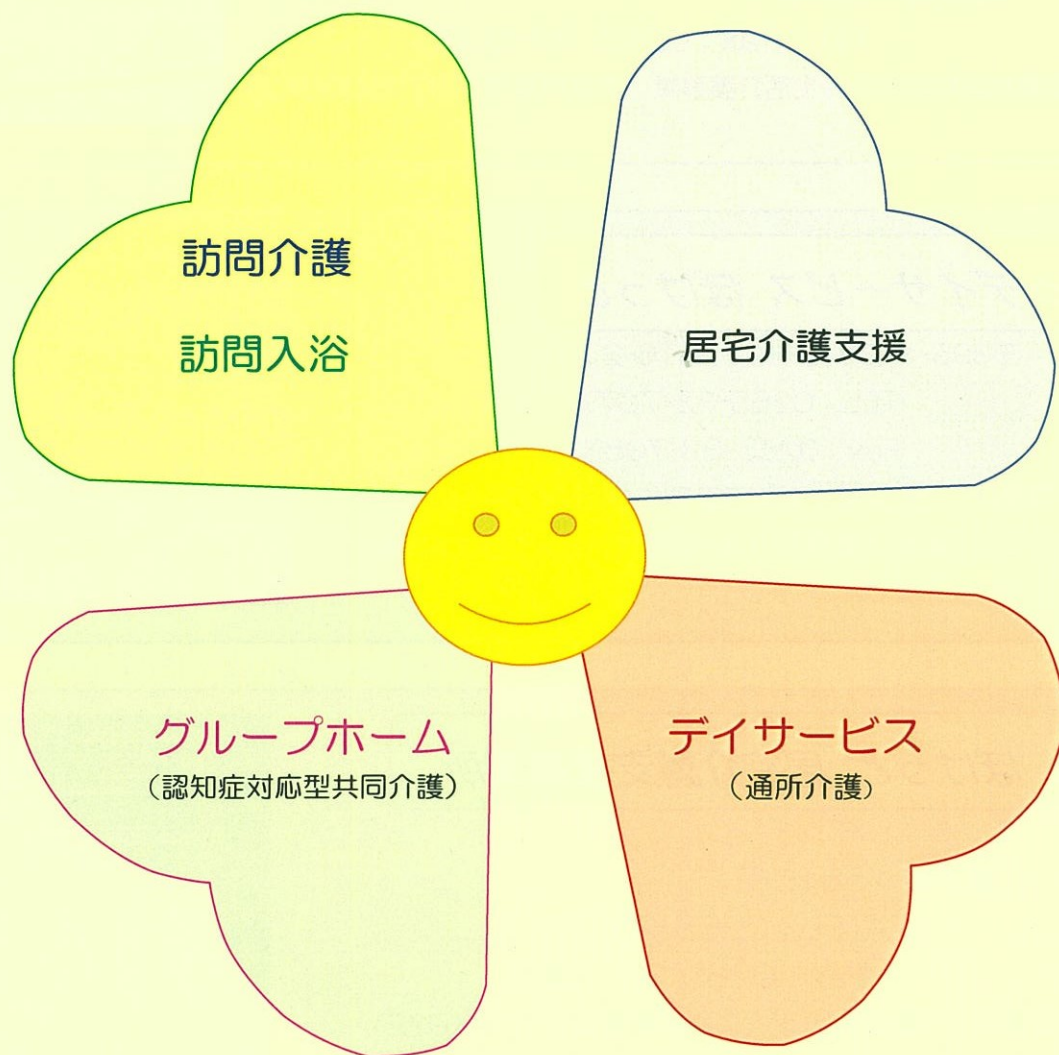 訪問介護
訪問入浴
居宅介護支援
グループホーム
（認知症対応型共同介護）
デイサービス
（通所介護）